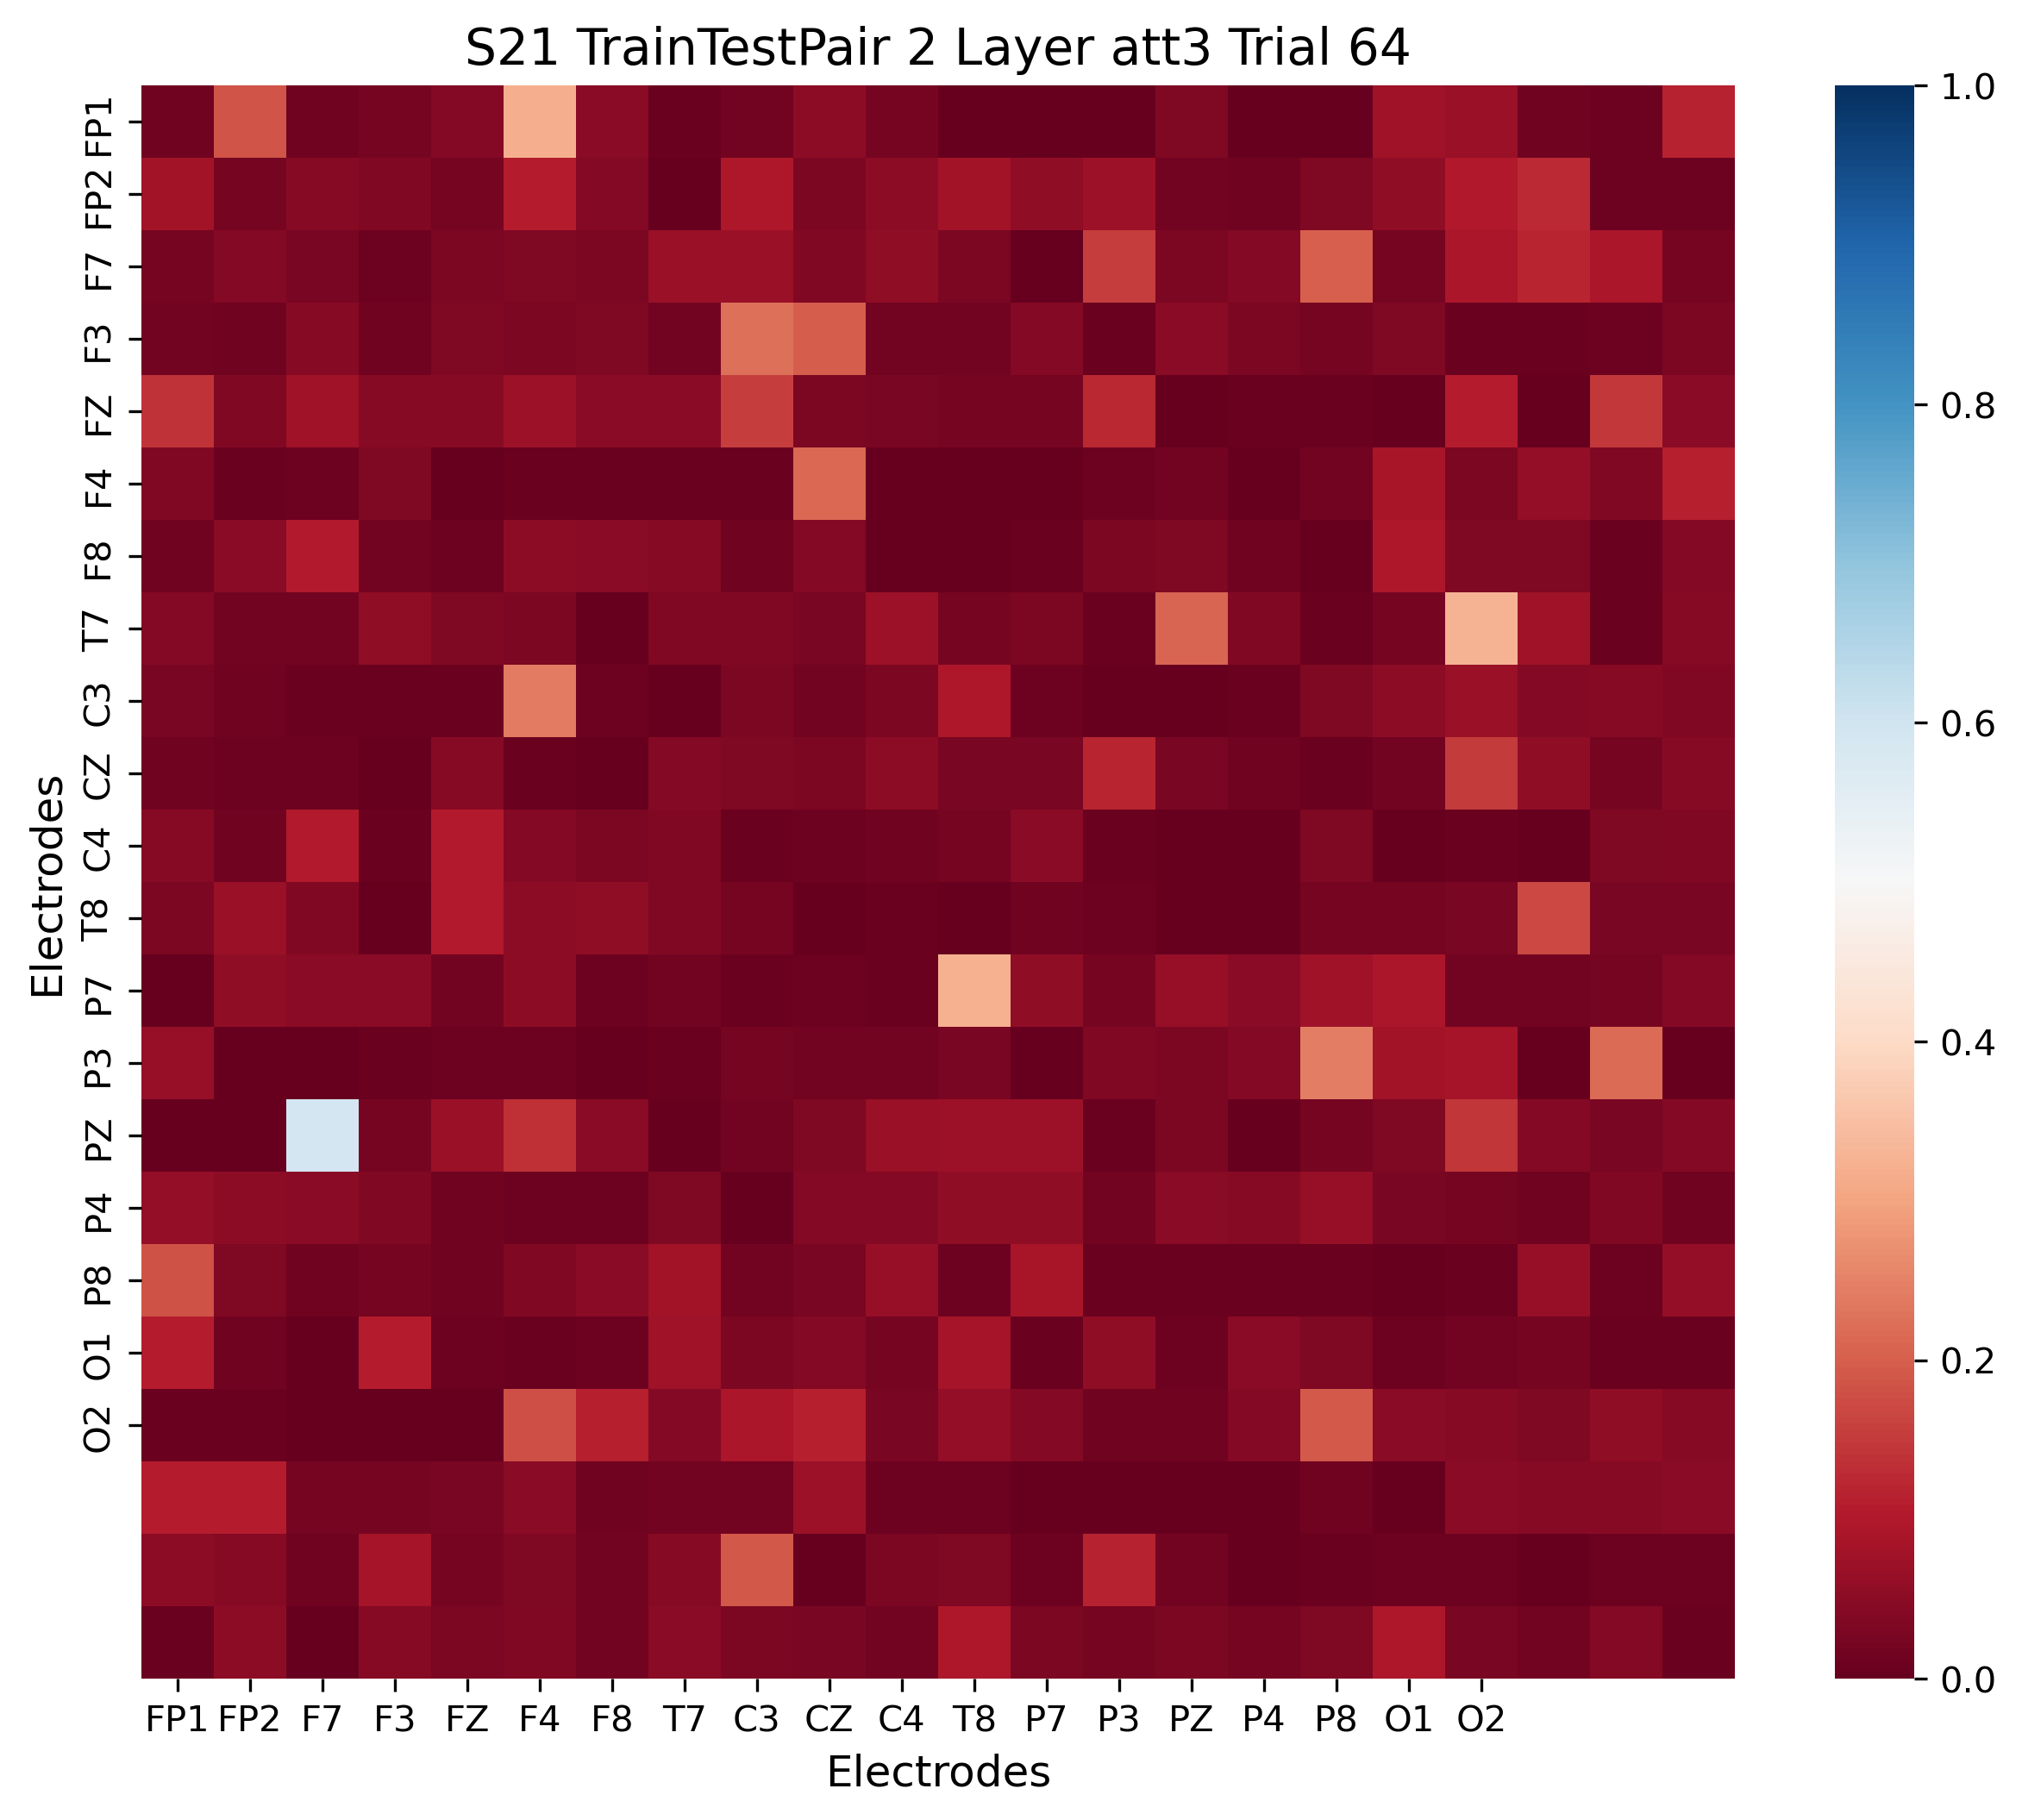 S21 TrainTestPair 2 Layer att3 Trial 64
Electrodes
FP1
FP2
F7
F3
FZ
F4
F8
T7
C3
CZ
C4
T8
P7
P3
PZ
P4
P8
O1
O2
FP1 FP2 F7 F3 FZ F4 F8 T7 C3 CZ C4 T8 P7 P3 PZ P4 P8 O1 O2
Electrodes
1.0
0.8
0.6
0.4
0.2
0.0